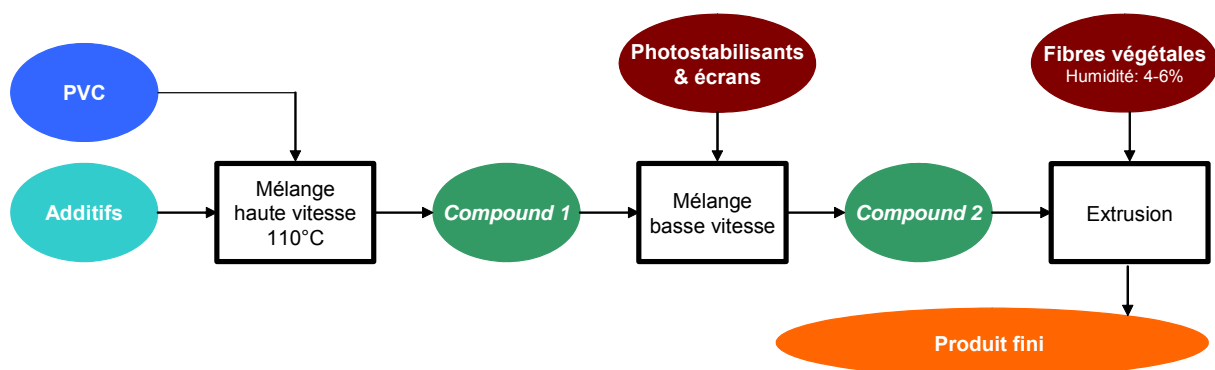 Photostabilisants
& écrans
Fibres végétales
Humidité: 4-6%
PVC
Additifs
Mélange
haute vitesse
110°C
Compound 1
Mélange
basse vitesse
Compound 2
Extrusion
Produit fini